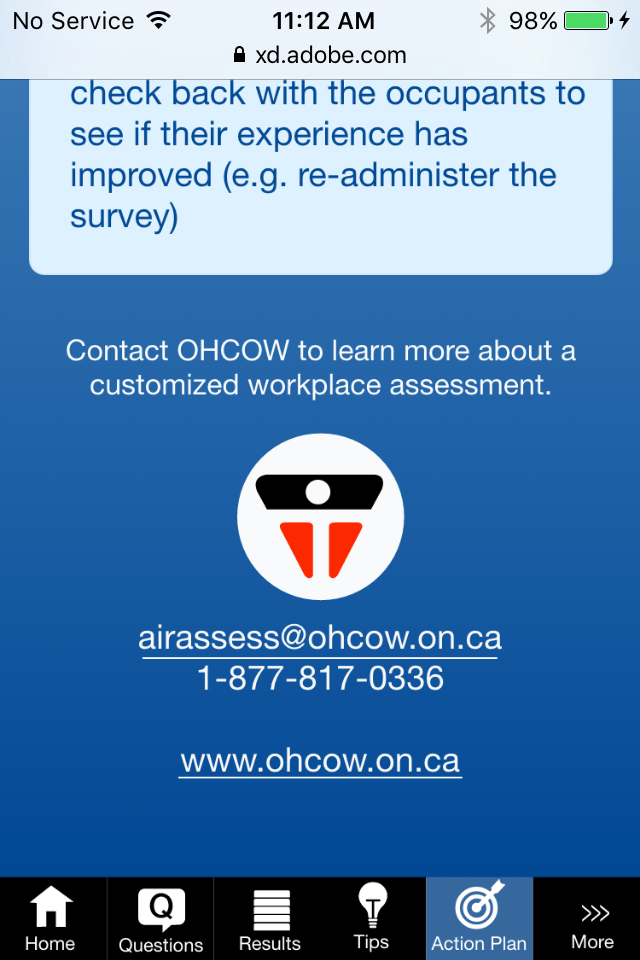 No Service 11:12 AM 98%
xd.adobe.com
check back with the occupants to
see if their experience has
improved (e.g. re-administer the
survey)
Contact OHCOW to learn more about a
customized workplace assessment.
airassess@ohcow.on.ca
1-877-817-0336
www.ohcow.on.ca
Q
T
Home Questions Results Tips Action Plan More